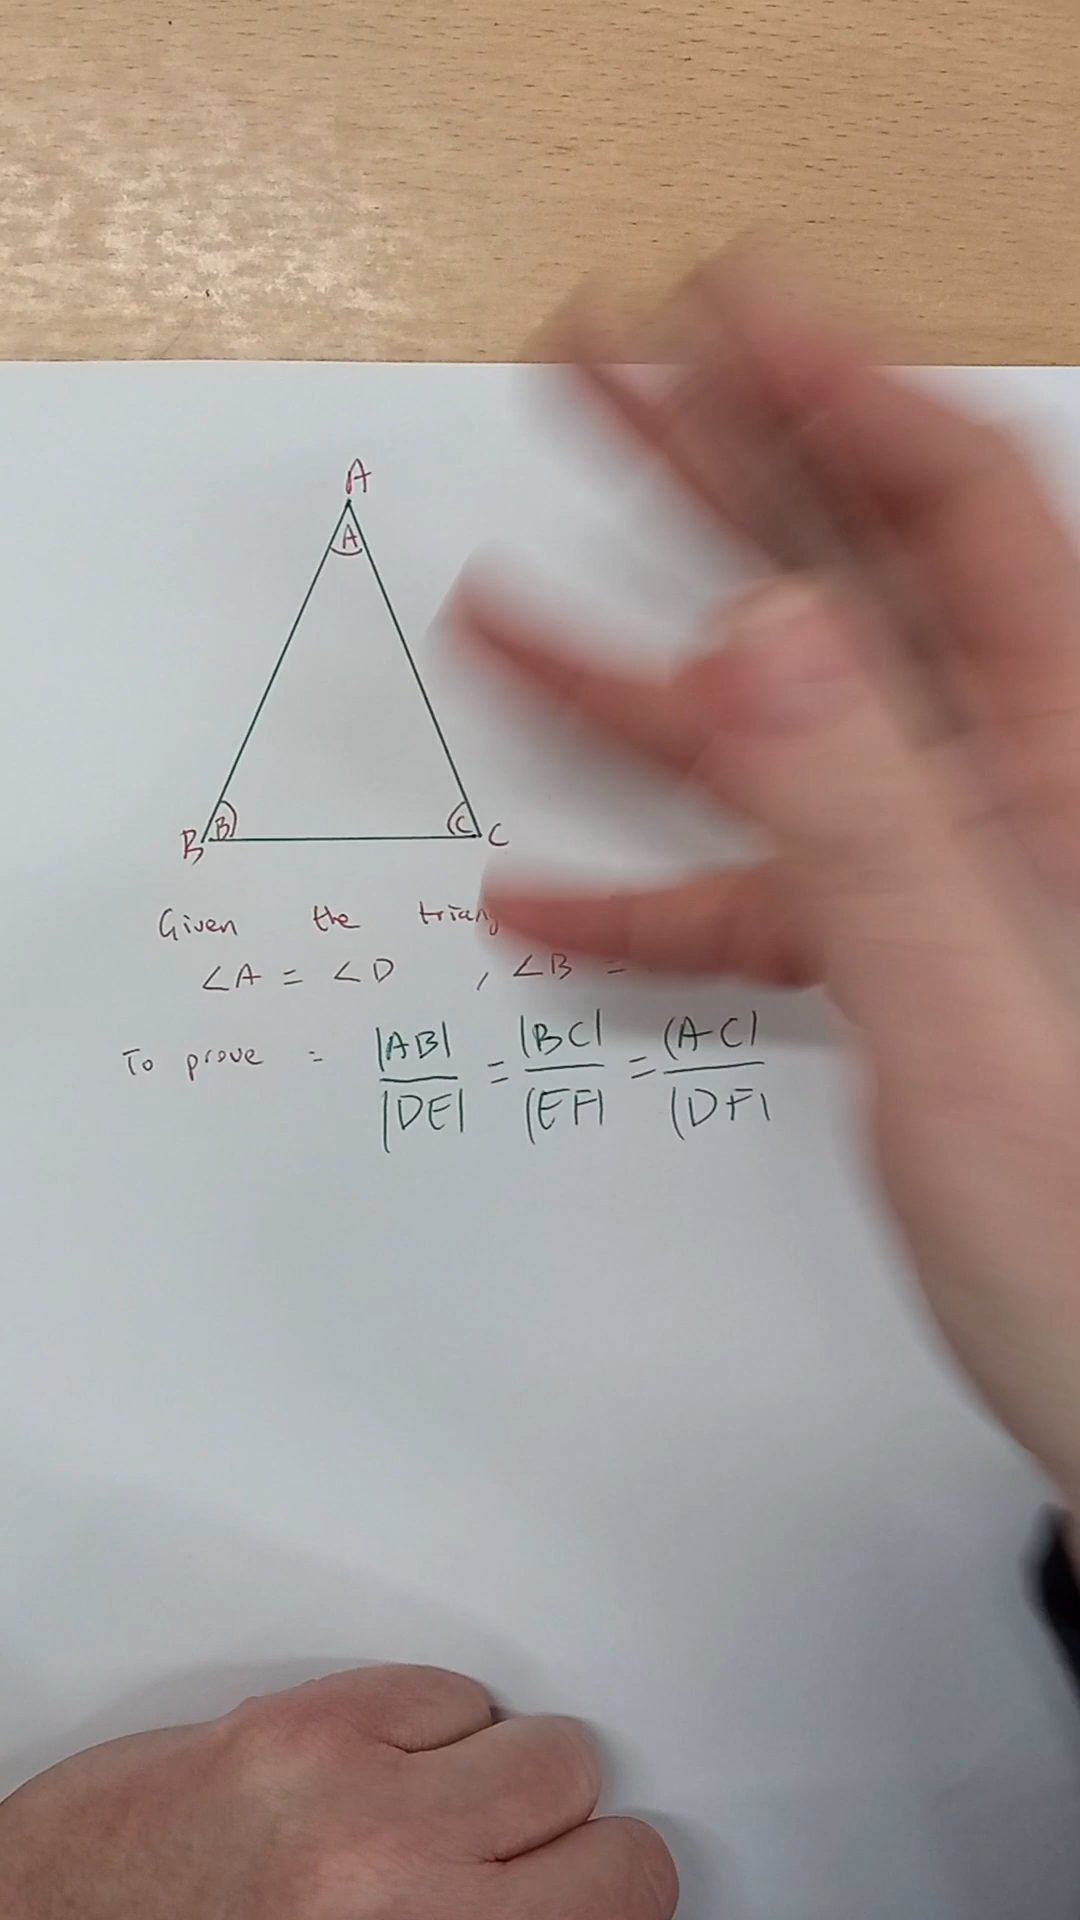 A
A
B B C C
Given the
∠A = ∠D , ∠B =
To prove = |AB| / |DE| = |BC| / |EF| = |AC| / |DF|